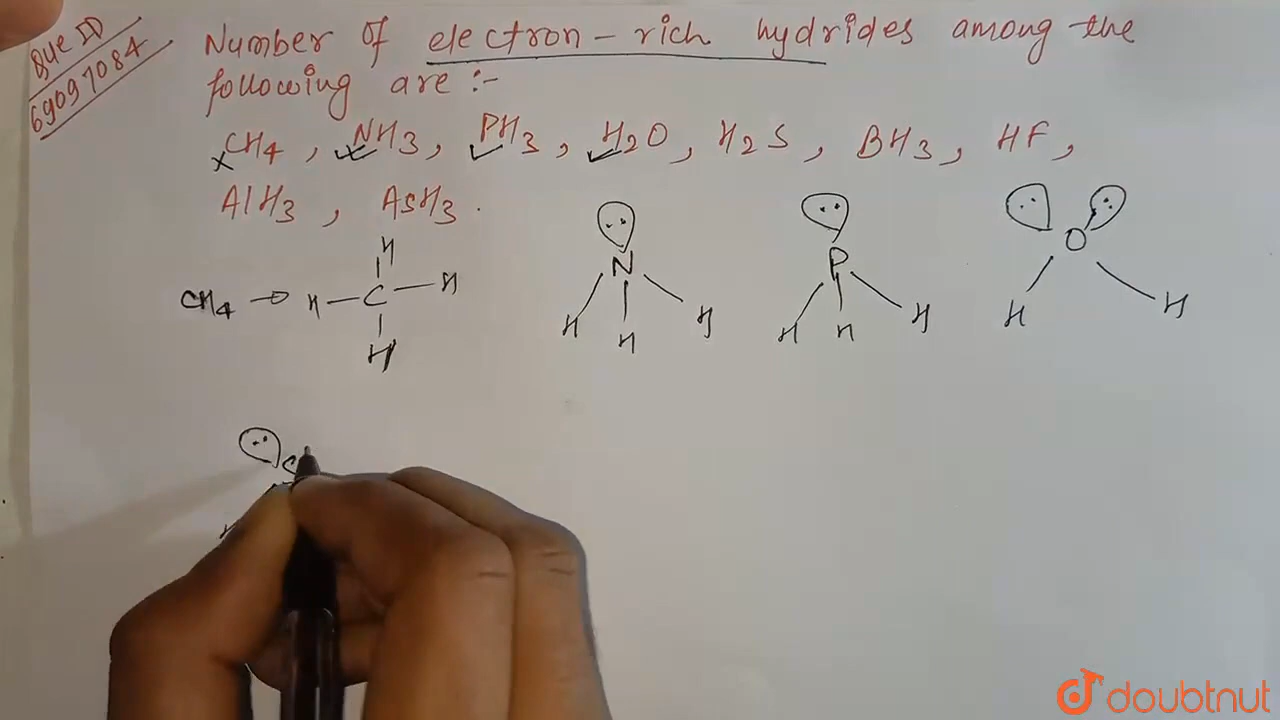 Que ID
69097084
Number of electron-rich hydrides among the
following are :-
CH4, NH3, PH3, H2O, H2S, BH3, HF,
AlH3, AsH3.
CH4 → H C H H H
N H H H
P H H H
O H H
doubtnut